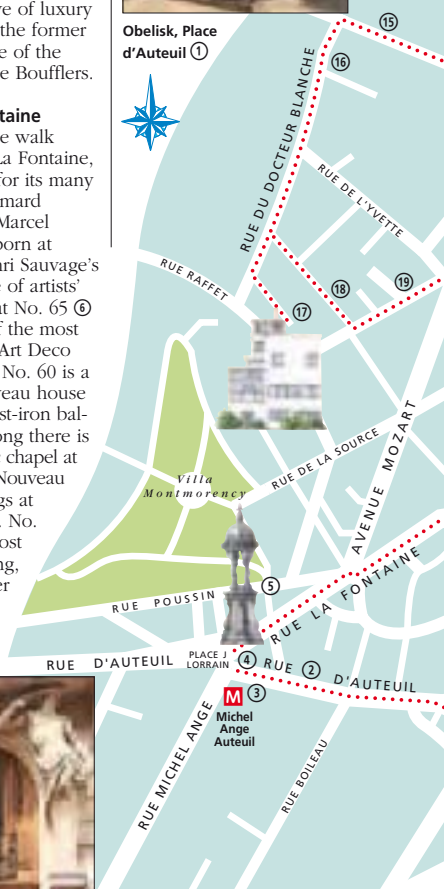 ve of luxury
the former
e of the
e Boufflers.
taine
e walk
La Fontaine,
for its many
mard
Marcel
born at
nri Sauvage's
e of artists'
at No. 65 ⑥
f the most
Art Deco
No. 60 is a
veau house
st-iron bal-
ong there is
c chapel at
Nouveau
gs at
. No.
ost
ng,
er
Obelisk, Place
d'Auteuil ①
⑮
⑯
RUE DU DOCTEUR BLANCHE
RUE DE L'YVETTE
RUE RAFFET
⑰
⑱
⑲
Villa
Montmorency
RUE DE LA SOURCE
AVENUE MOZART
RUE POUSSIN
⑤
RUE LA FONTAINE
RUE D'AUTEUIL
PLACE J
LORRAIN
④ RUE ② D'AUTEUIL
M ③
Michel
Ange
Auteuil
RUE MICHEL ANGE
RUE BOILEAU